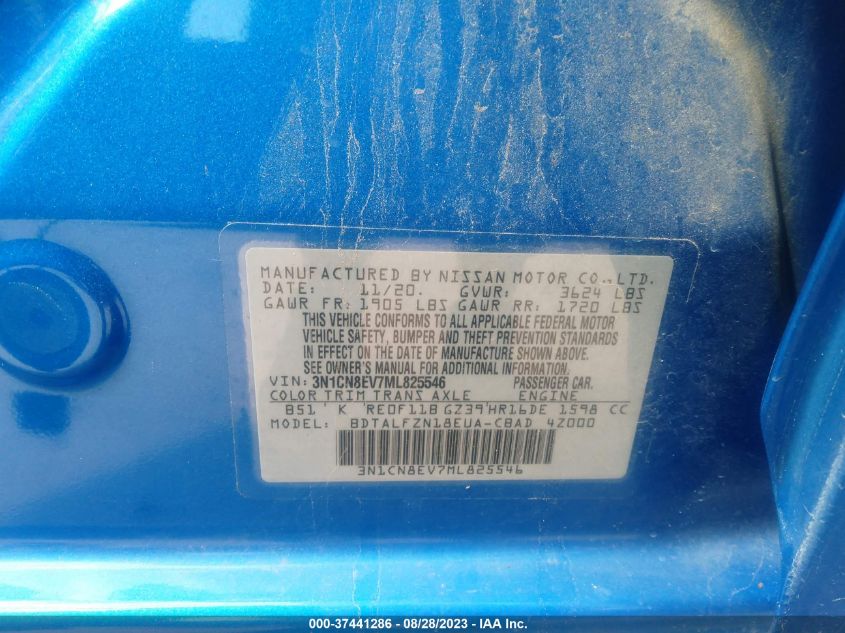 MANUFACTURED BY NISSAN MOTOR CO., LTD.
DATE: 11/20. GVWR: 3624 LBS
GAWR FR: 1905 LBS GAWR RR: 1720 LBS
THIS VEHICLE CONFORMS TO ALL APPLICABLE FEDERAL MOTOR
VEHICLE SAFETY, BUMPER AND THEFT PREVENTION STANDARDS
IN EFFECT ON THE DATE OF MANUFACTURE SHOWN ABOVE.
SEE OWNER'S MANUAL FOR ADDITIONAL INFORMATION.
VIN: 3N1CN8EV7ML825546 PASSENGER CAR.
COLOR TRIM TRANS AXLE ENGINE
B51 K RE0F11B GZ39 HR16DE 1598 CC
MODEL: BDTALFZN18EUA-CBAD 4Z000
3N1CN8EV7ML825546
000-37441286 - 08/28/2023 - IAA Inc.